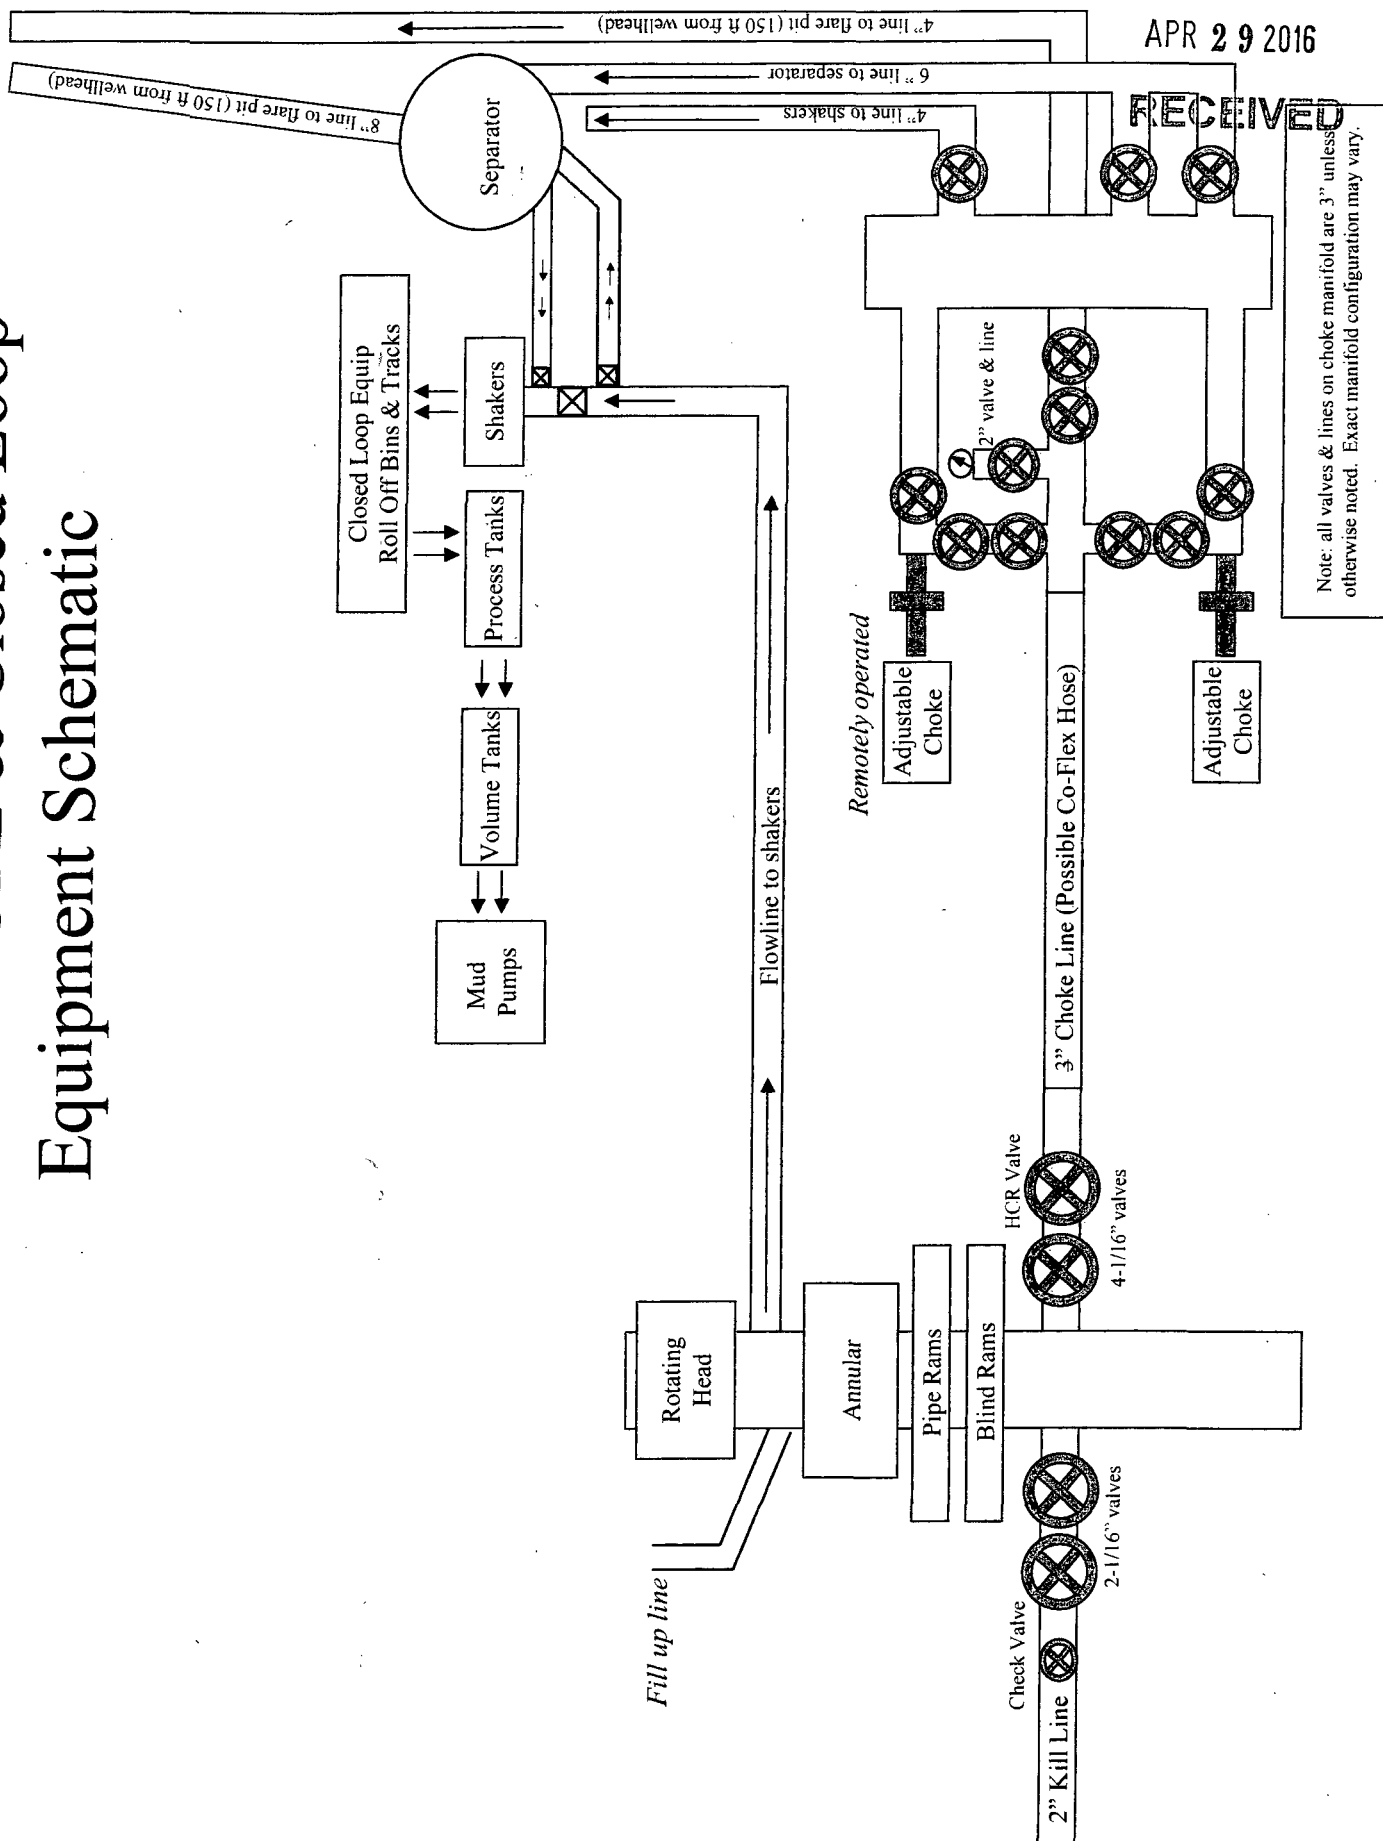 Closed Loop
Equipment Schematic
APR 29 2016
RECEIVED
4" line to flare pit (150 ft from wellhead)
8" line to flare pit (150 ft from wellhead)
6" line to separator
4" line to shakers
Separator
Closed Loop Equip
Roll Off Bins & Tracks
Shakers
Process Tanks
Volume Tanks
Mud
Pumps
Flowline to shakers
2" valve & line
Remotely operated
Adjustable
Choke
Adjustable
Choke
Note: all valves & lines on choke manifold are 3" unless
otherwise noted. Exact manifold configuration may vary.
3" Choke Line (Possible Co-Flex Hose)
HCR Valve
4-1/16" valves
Rotating
Head
Annular
Pipe Rams
Blind Rams
Fill up line
2-1/16" valves
Check Valve
2" Kill Line